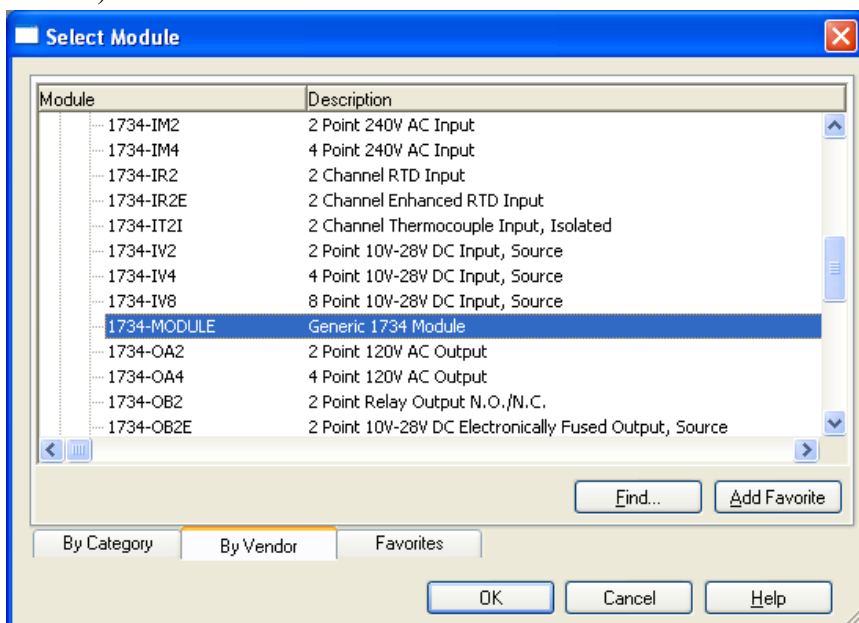 Select Module
Module Description
1734-IM2 2 Point 240V AC Input
1734-IM4 4 Point 240V AC Input
1734-IR2 2 Channel RTD Input
1734-IR2E 2 Channel Enhanced RTD Input
1734-IT2I 2 Channel Thermocouple Input, Isolated
1734-IV2 2 Point 10V-28V DC Input, Source
1734-IV4 4 Point 10V-28V DC Input, Source
1734-IV8 8 Point 10V-28V DC Input, Source
1734-MODULE Generic 1734 Module
1734-OA2 2 Point 120V AC Output
1734-OA4 4 Point 120V AC Output
1734-OB2 2 Point Relay Output N.O./N.C.
1734-OB2E 2 Point 10V-28V DC Electronically Fused Output, Source
Find... Add Favorite
By Category By Vendor Favorites
OK Cancel Help